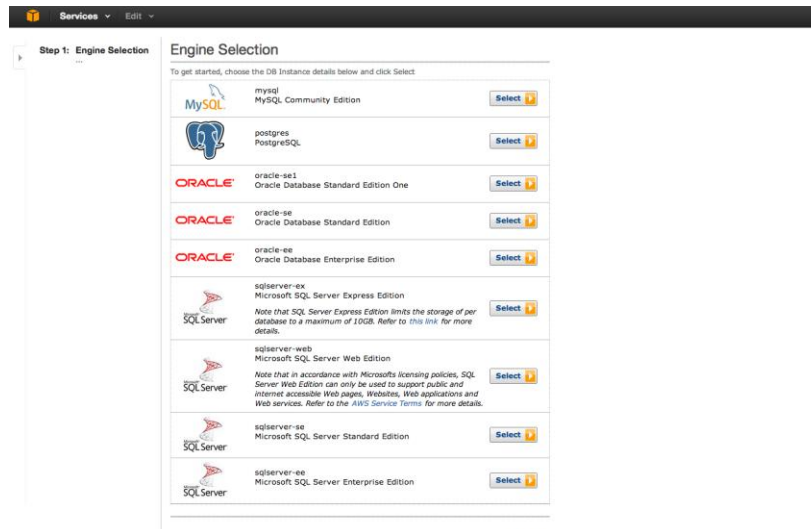 Services Edit
Step 1: Engine Selection
...
Engine Selection
To get started, choose the DB Instance details below and click Select
MySQL
mysql
MySQL Community Edition
Select
postgres
PostgreSQL
Select
ORACLE
oracle-se1
Oracle Database Standard Edition One
Select
ORACLE
oracle-se
Oracle Database Standard Edition
Select
ORACLE
oracle-ee
Oracle Database Enterprise Edition
Select
SQL Server
sqlserver-ex
Microsoft SQL Server Express Edition
Note that SQL Server Express Edition limits the storage of per
database to a maximum of 10GB. Refer to this link for more
details.
Select
SQL Server
sqlserver-web
Microsoft SQL Server Web Edition
Note that in accordance with Microsofts licensing policies, SQL
Server Web Edition can only be used to support public and
internet accessible Web pages, Websites, Web applications and
Web services. Refer to the AWS Service Terms for more details.
Select
SQL Server
sqlserver-se
Microsoft SQL Server Standard Edition
Select
SQL Server
sqlserver-ee
Microsoft SQL Server Enterprise Edition
Select